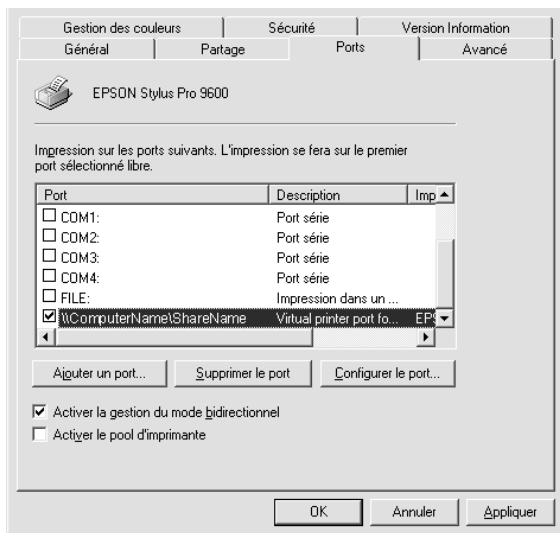 Gestion des couleurs Sécurité Version Information
Général Partage Ports Avancé
EPSON Stylus Pro 9600
Impression sur les ports suivants. L'impression se fera sur le premier
port sélectionné libre.
Port Description Imp
COM1: Port série
COM2: Port série
COM3: Port série
COM4: Port série
FILE: Impression dans un ...
\\ComputerName\ShareName Virtual printer port fo... EPS
Ajouter un port... Supprimer le port Configurer le port...
Activer la gestion du mode bidirectionnel
Activer le pool d'imprimante
OK Annuler Appliquer